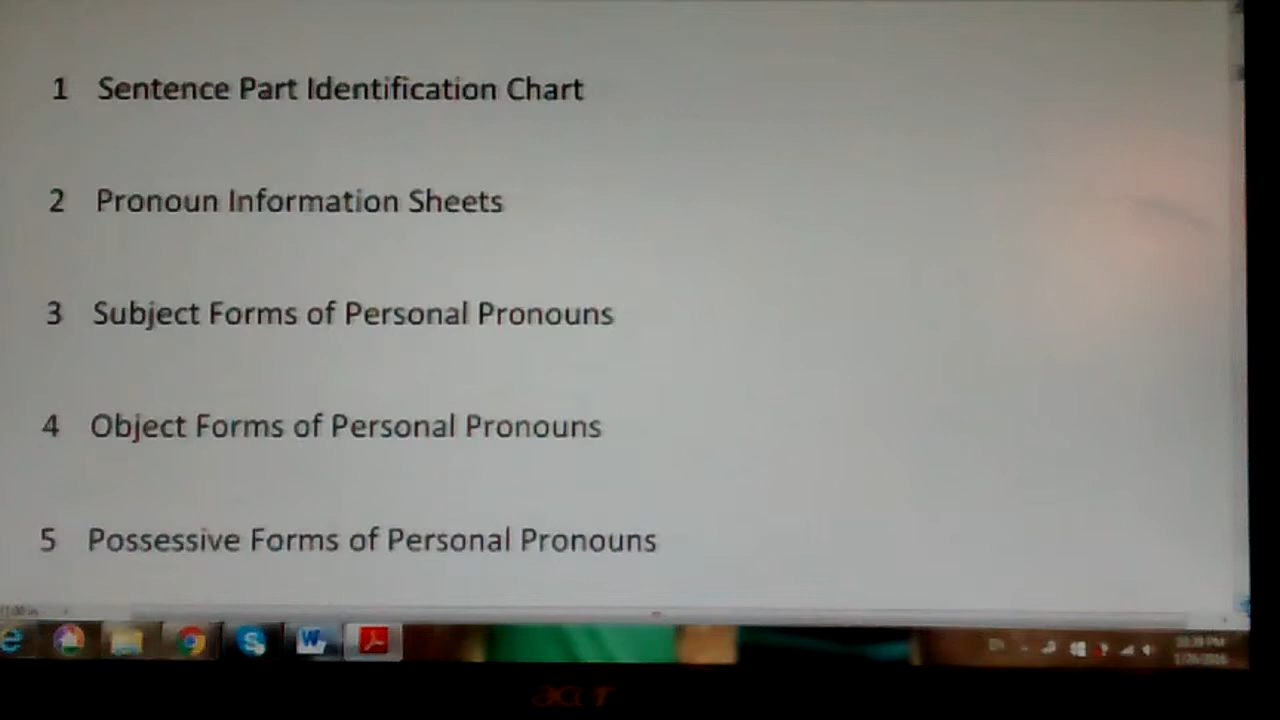 1 Sentence Part Identification Chart
2 Pronoun Information Sheets
3 Subject Forms of Personal Pronouns
4 Object Forms of Personal Pronouns
5 Possessive Forms of Personal Pronouns
acer